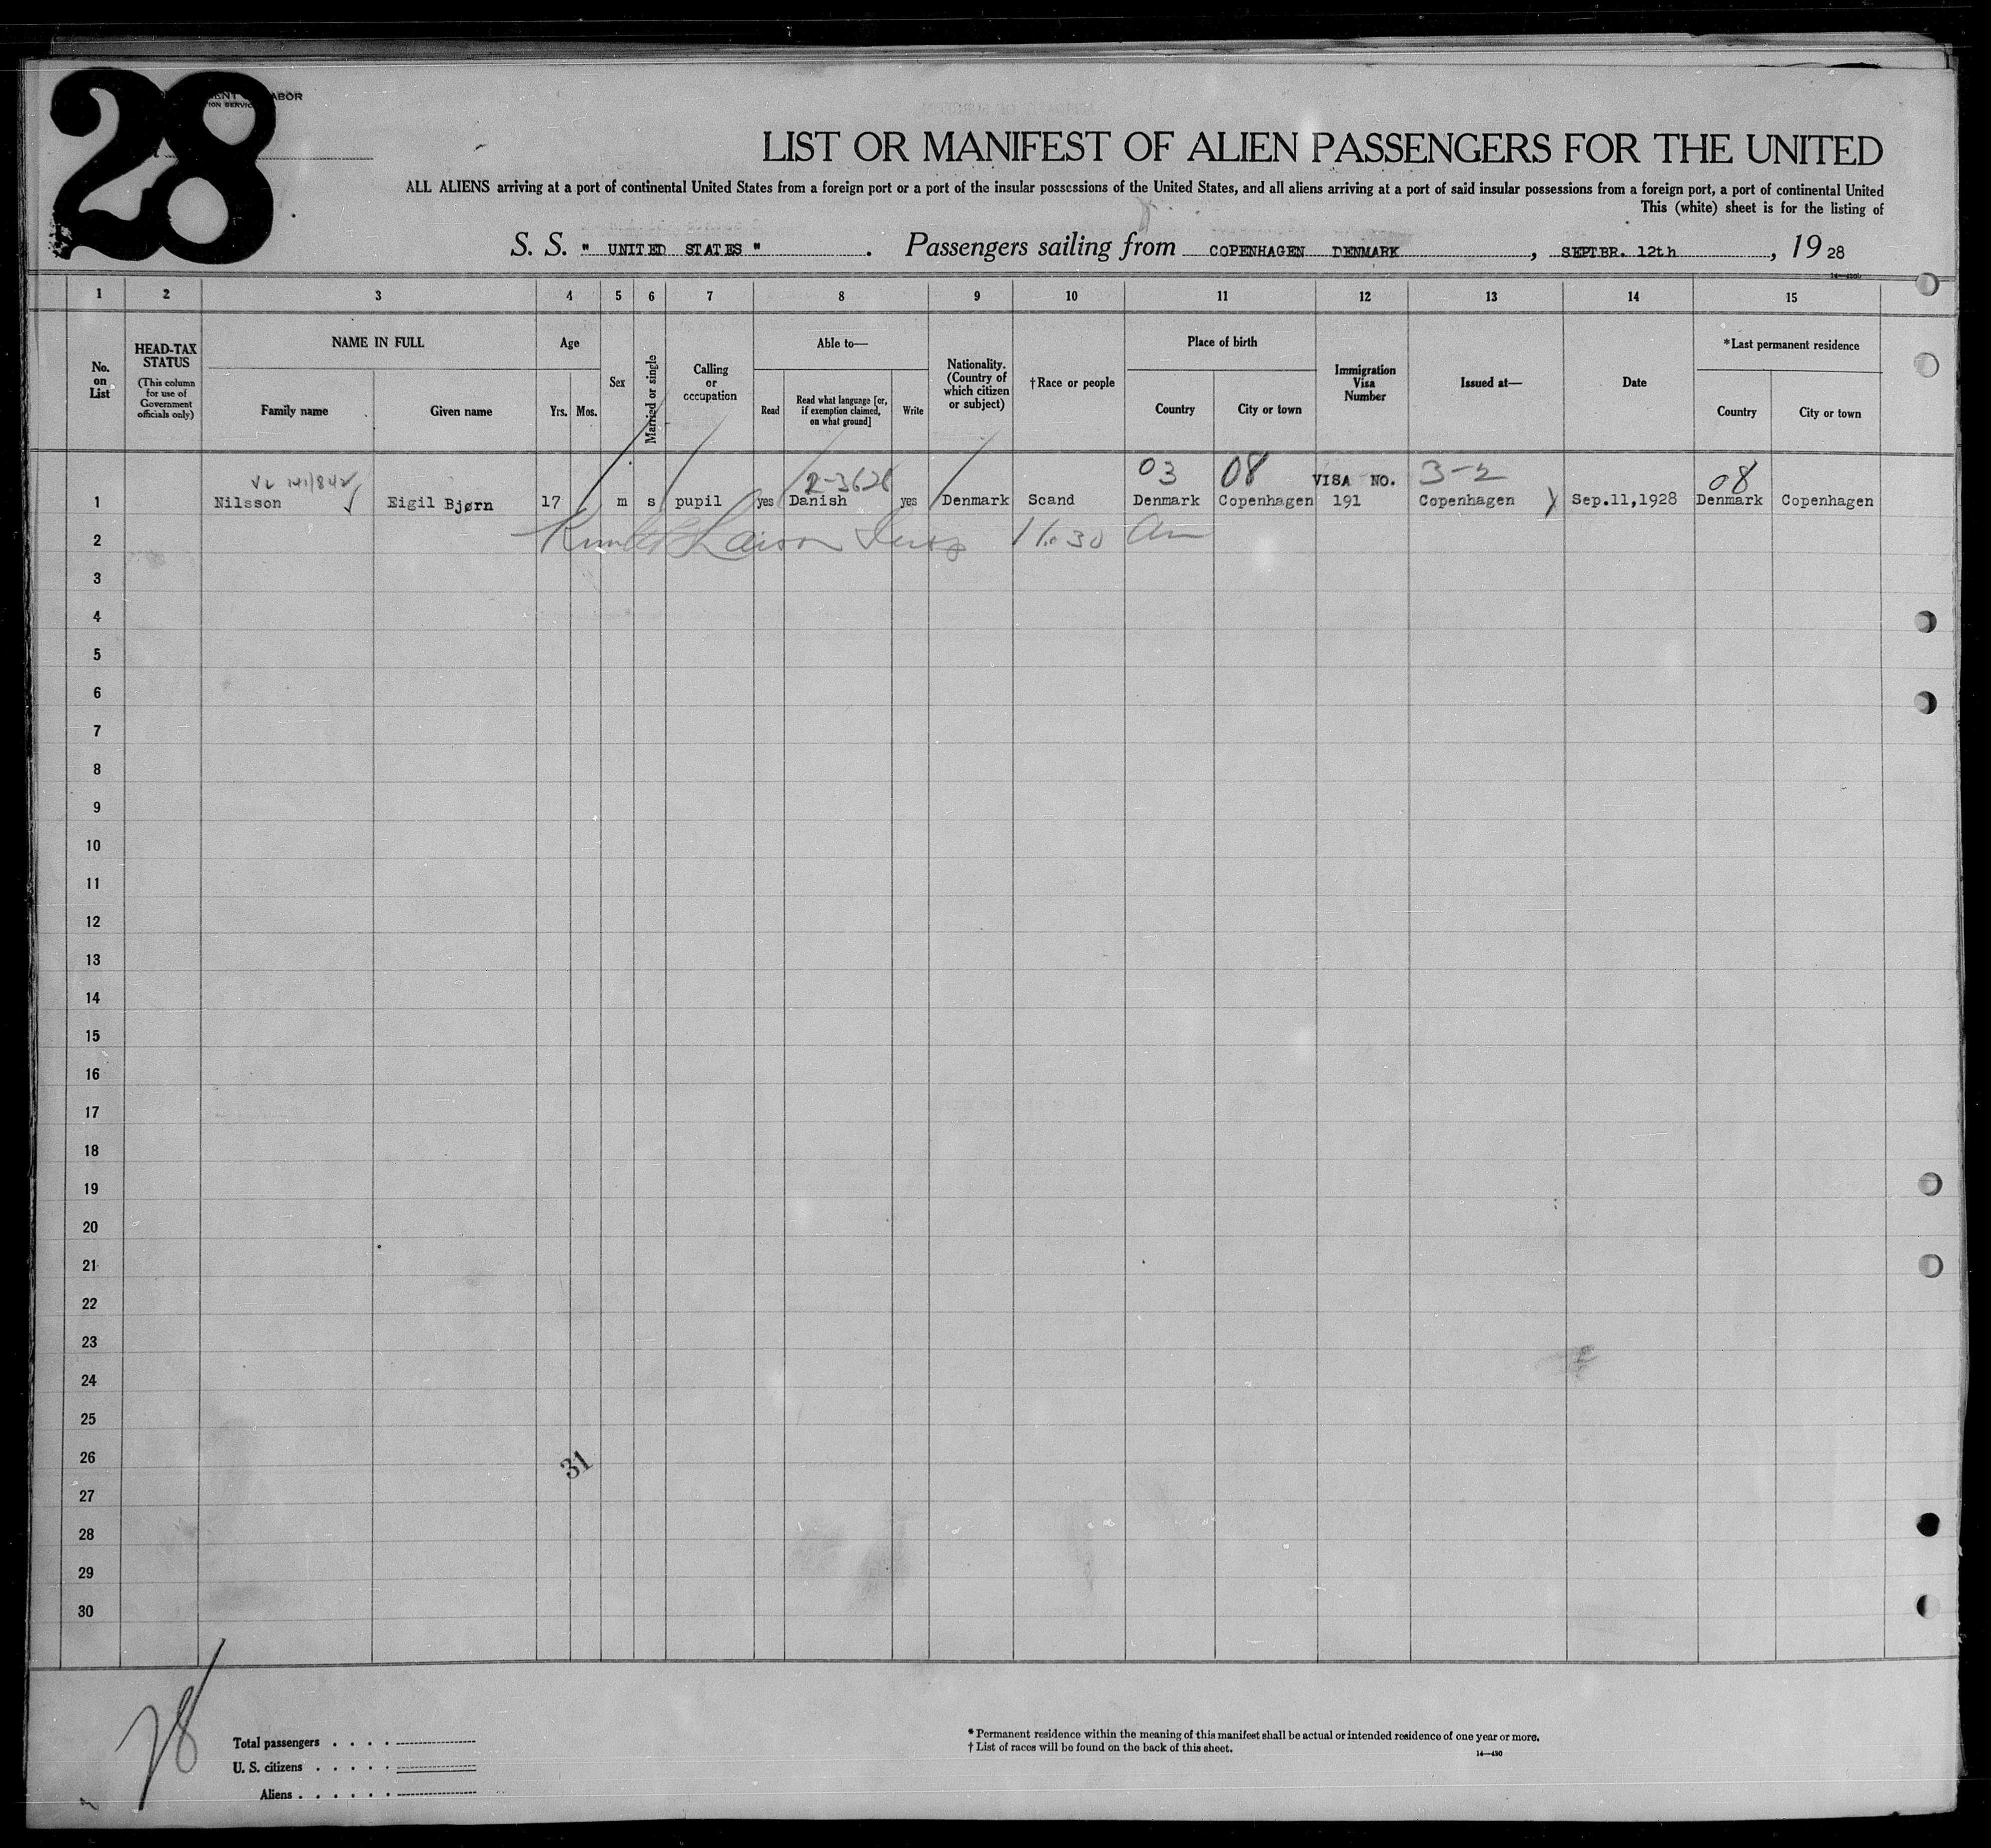 28
LABOR
LIST OR MANIFEST OF ALIEN PASSENGERS FOR THE UNITED
ALL ALIENS arriving at a port of continental United States from a foreign port or a port of the insular possessions of the United States, and all aliens arriving at a port of said insular possessions from a foreign port, a port of continental United
This (white) sheet is for the listing of
S. S. " UNITED STATES ". Passengers sailing from COPENHAGEN DENMARK, SEPTBR. 12th, 19 28
1 2 3 4 5 6 7 8 9 10 11 12 13 14 15
No. on List
HEAD-TAX STATUS
(This column for use of Government officials only)
NAME IN FULL
Family name Given name
Age
Yrs. Mos.
Sex
Married or single
Calling or occupation
Able to—
Read
Read what language [or, if exemption claimed, on what ground]
Write
Nationality. (Country of which citizen or subject)
†Race or people
Place of birth
Country City or town
Immigration Visa Number
Issued at—
Date
*Last permanent residence
Country City or town
03 08 VISA NO. 3-2 08
1 Nilsson Eigil Bjørn 17 m s pupil yes Danish yes Denmark Scand Denmark Copenhagen 191 Copenhagen Sep.11,1928 Denmark Copenhagen
2 11:30 am
3
4
5
6
7
8
9
10
11
12
13
14
15
16
17
18
19
20
21
22
23
24
25
26
31
27
28
29
30
28
Total passengers . . . .
U. S. citizens . . . . .
Aliens . . . . . .
* Permanent residence within the meaning of this manifest shall be actual or intended residence of one year or more.
† List of races will be found on the back of this sheet.
14—430